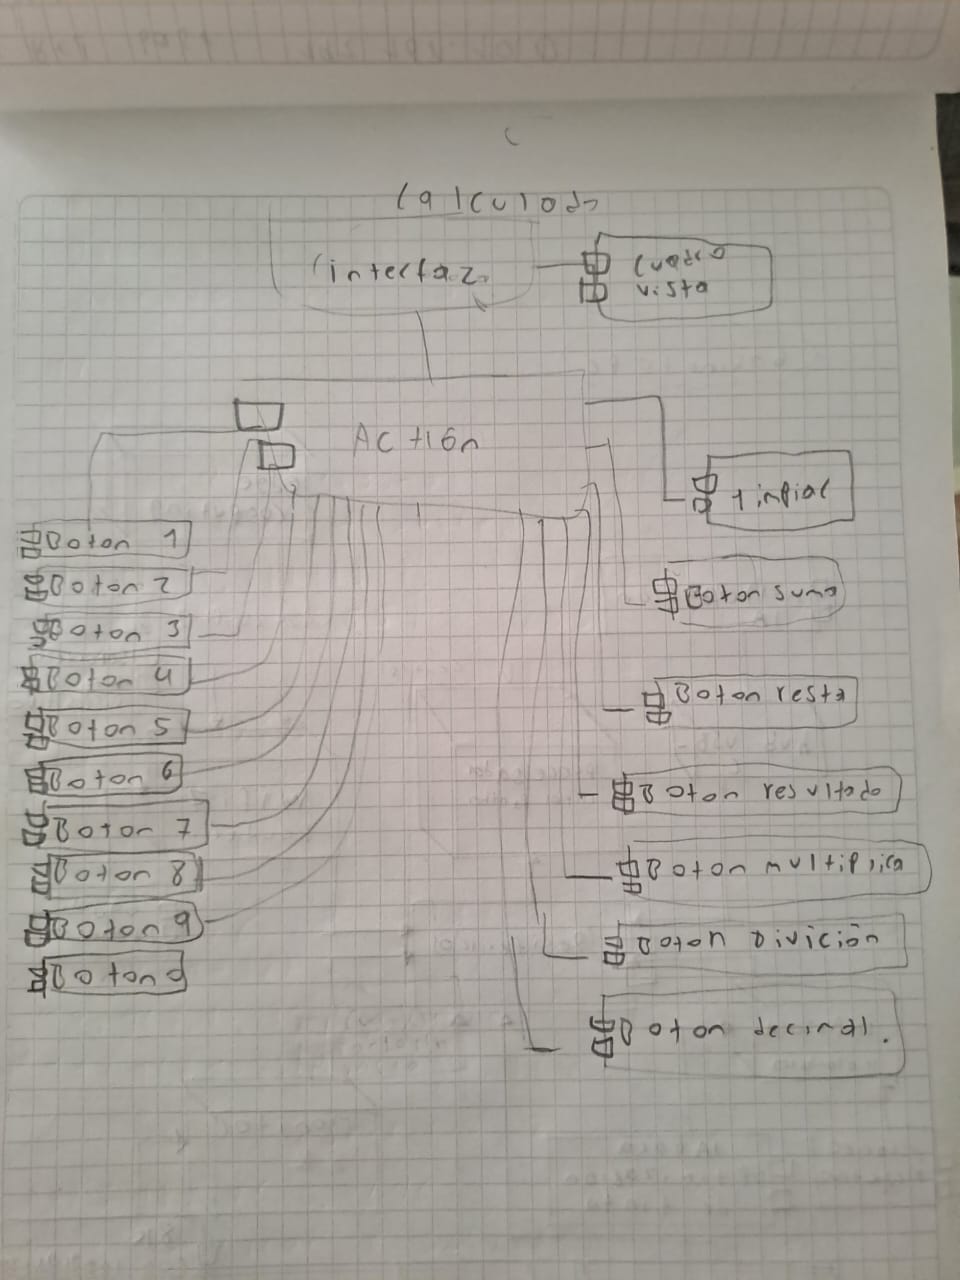 Calculoda
interfaz
Cuadro
vista
Action
Limpiar
Boton 1
Boton 2
Boton 3
Boton 4
Boton 5
Boton 6
Boton 7
Boton 8
Boton 9
Boton 0
Boton suma
Boton resta
Boton resultado
Boton multiplica
Boton Divición
Boton decimal.